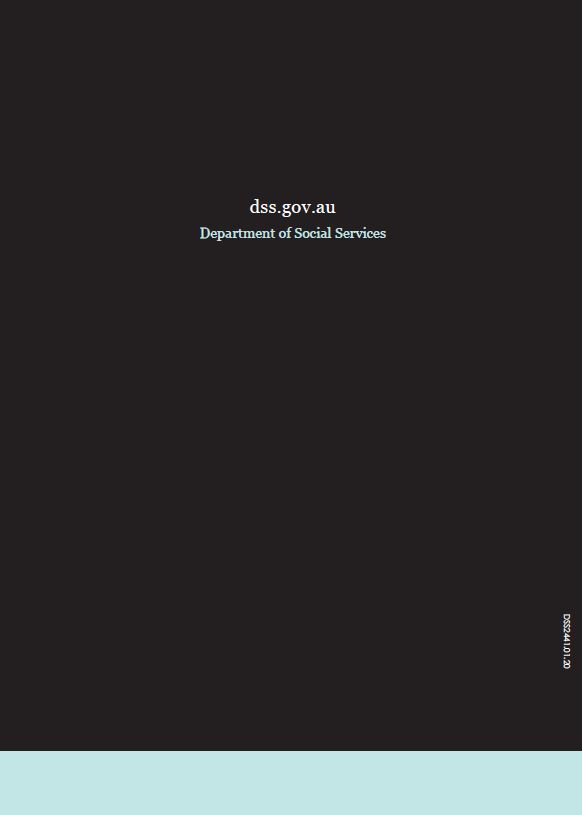 dss.gov.au
Department of Social Services
DSS2441.01.20